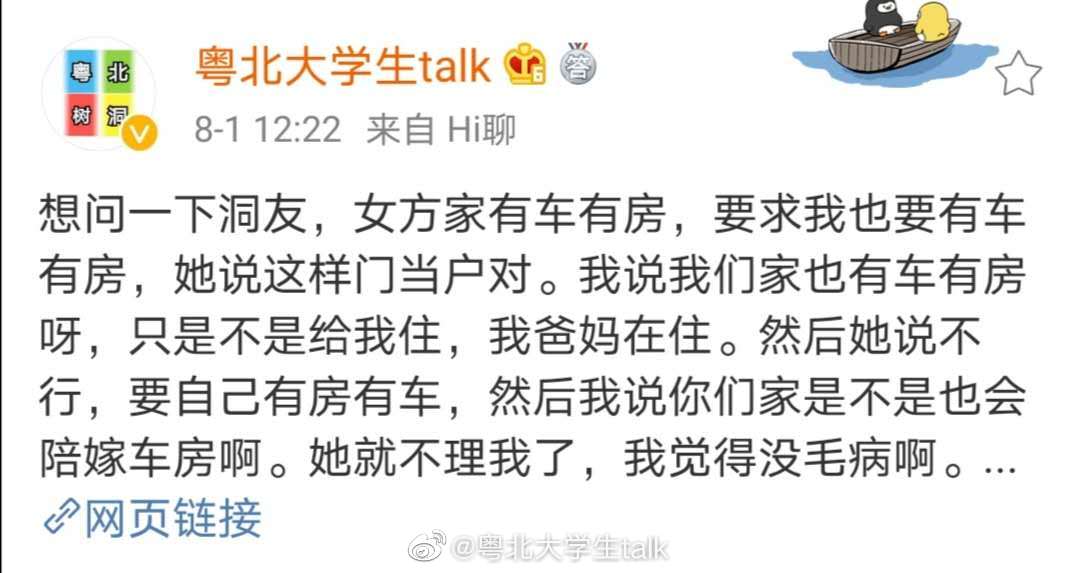 粤北
树洞
粤北大学生talk
6
答
8-1 12:22 来自 Hi聊
想问一下洞友，女方家有车有房，要求我也要有车
有房，她说这样门当户对。我说我们家也有车有房
呀，只是不是给我住，我爸妈在住。然后她说不
行，要自己有房有车，然后我说你们家是不是也会
陪嫁车房啊。她就不理我了，我觉得没毛病啊。...
网页链接
@粤北大学生talk